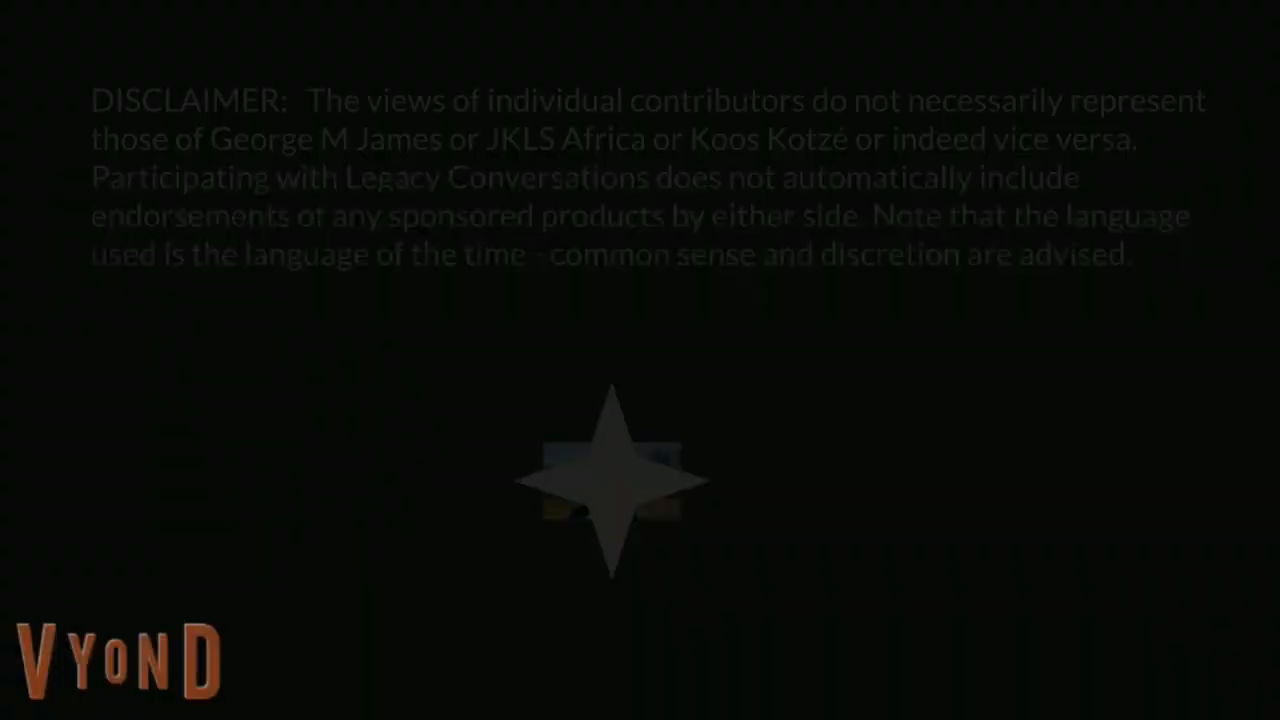 DISCLAIMER: The views of individual contributors do not necessarily represent
those of George M James or JKLS Africa or Koos Kotzé or indeed vice versa.
Participating with Legacy Conversations does not automatically include
endorsements of any sponsored products by either side. Note that the language
used is the language of the time - common sense and discretion are advised.
VYOND